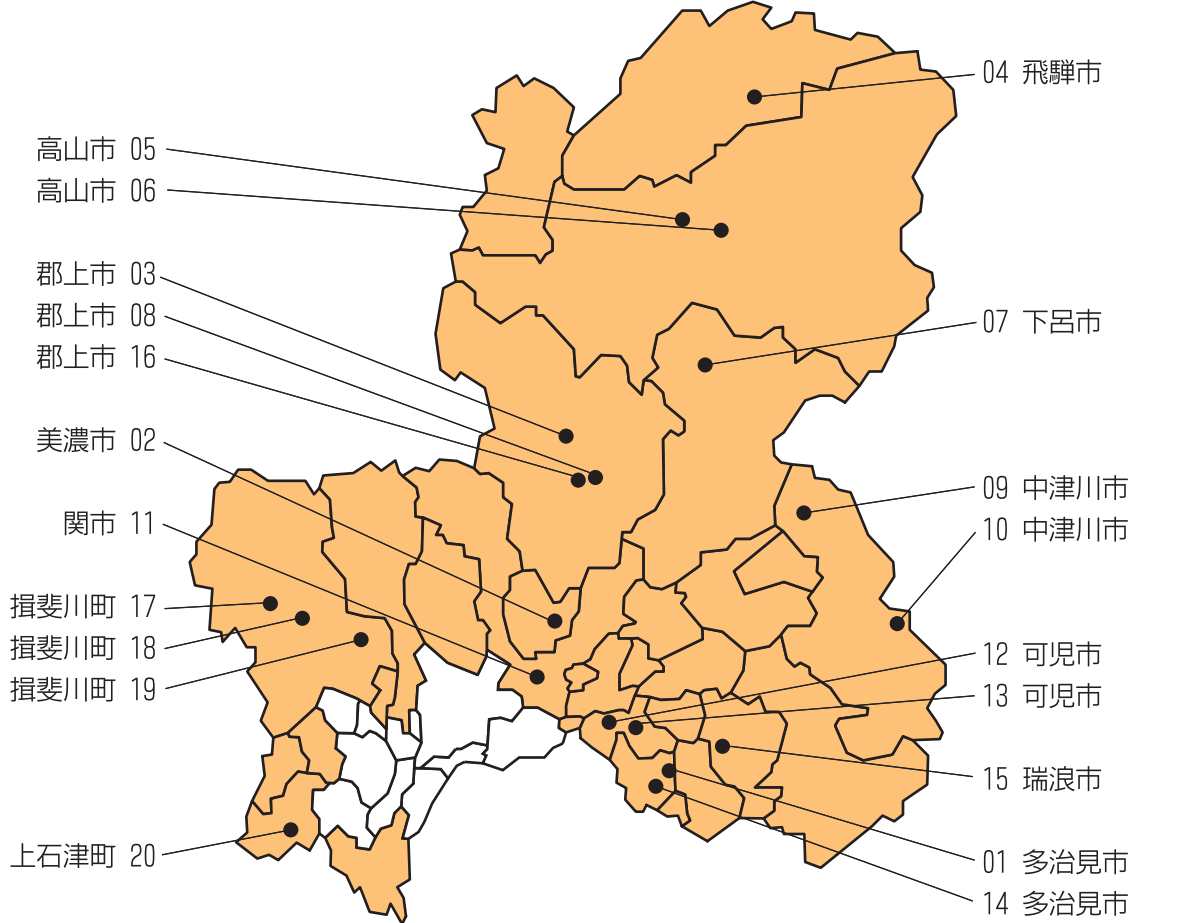 04 飛騨市
高山市 05
高山市 06
郡上市 03
郡上市 08
郡上市 16
07 下呂市
美濃市 02
09 中津川市
関市 11
10 中津川市
揖斐川町 17
揖斐川町 18
揖斐川町 19
12 可児市
13 可児市
15 瑞浪市
上石津町 20
01 多治見市
14 多治見市